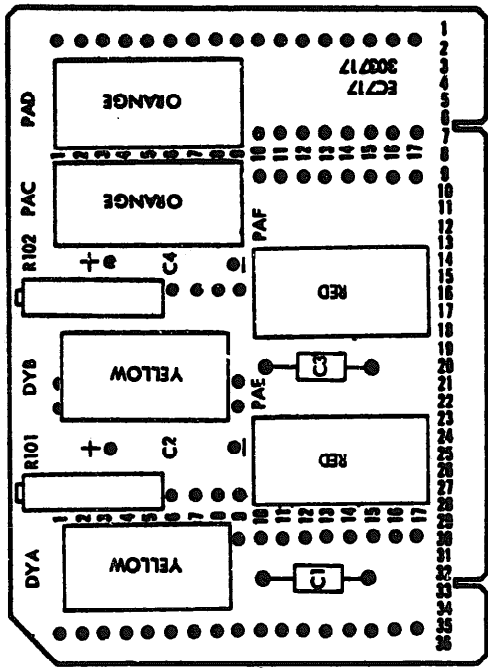 1
2
3
4
5
6
7
8
9
10
11
12
13
14
15
16
17
18
19
20
21
22
23
24
25
26
27
28
29
30
31
32
33
34
35
36
EC717
303717
PAD
ORANGE
1 2 3 4 5 6 7 8 9 10 11 12 13 14 15 16 17
PAC
ORANGE
PAF
R102
+ C4 -
RED
DYB
YELLOW
C3
PAE
R101
+ C2 -
RED
1 2 3 4 5 6 7 8 9 10 11 12 13 14 15 16 17
DYA
YELLOW
C1